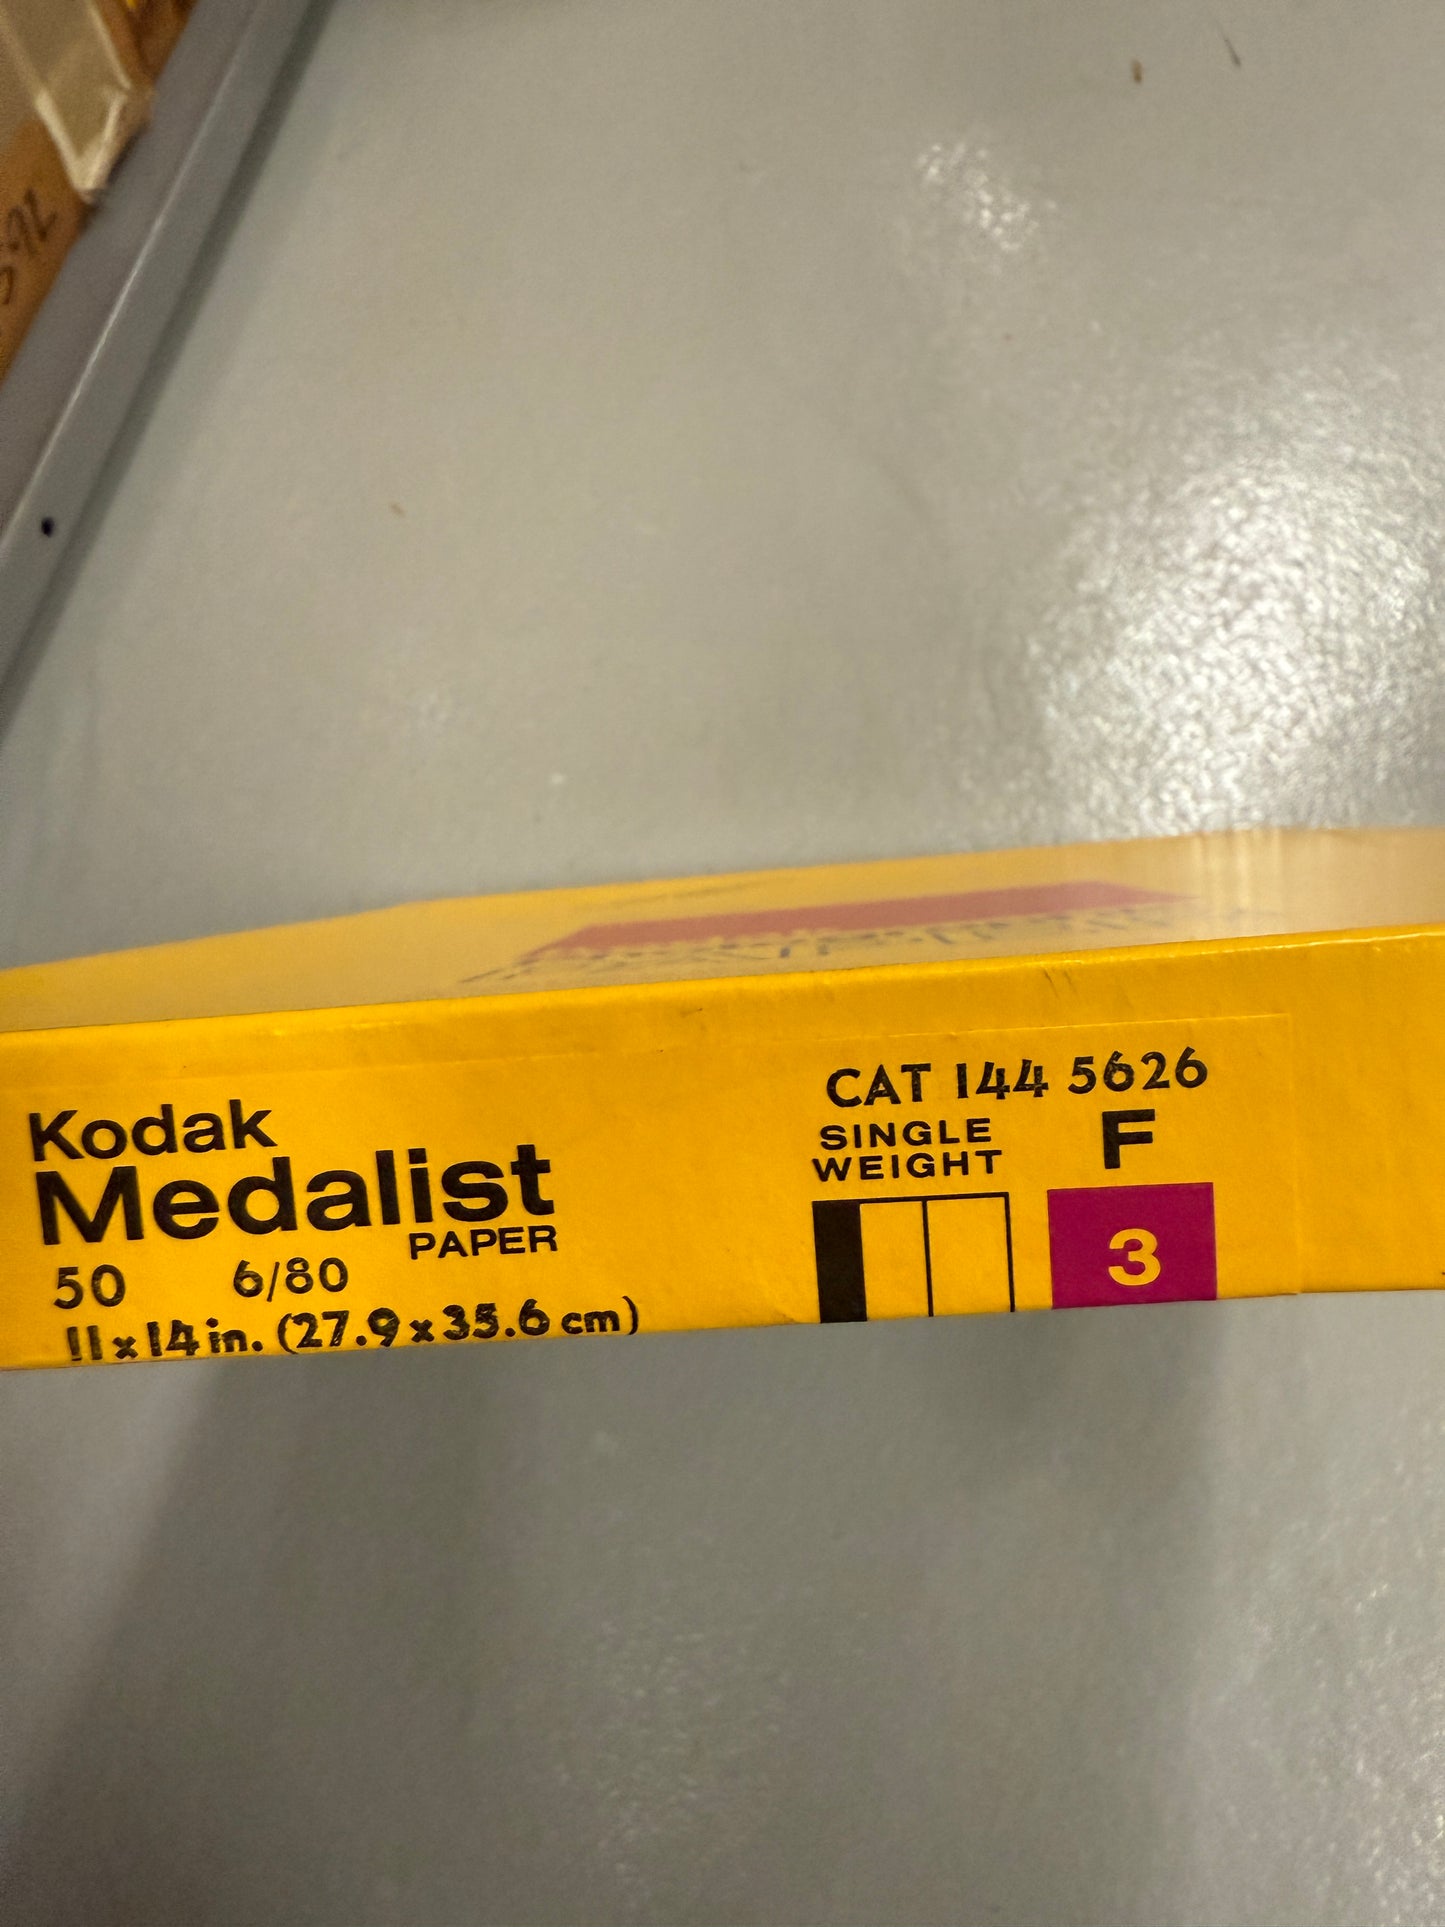 Kodak
Medalist
PAPER
50 6/80
11 x 14 in. (27.9 x 35.6 cm)
CAT 144 5626
SINGLE
WEIGHT
F
3